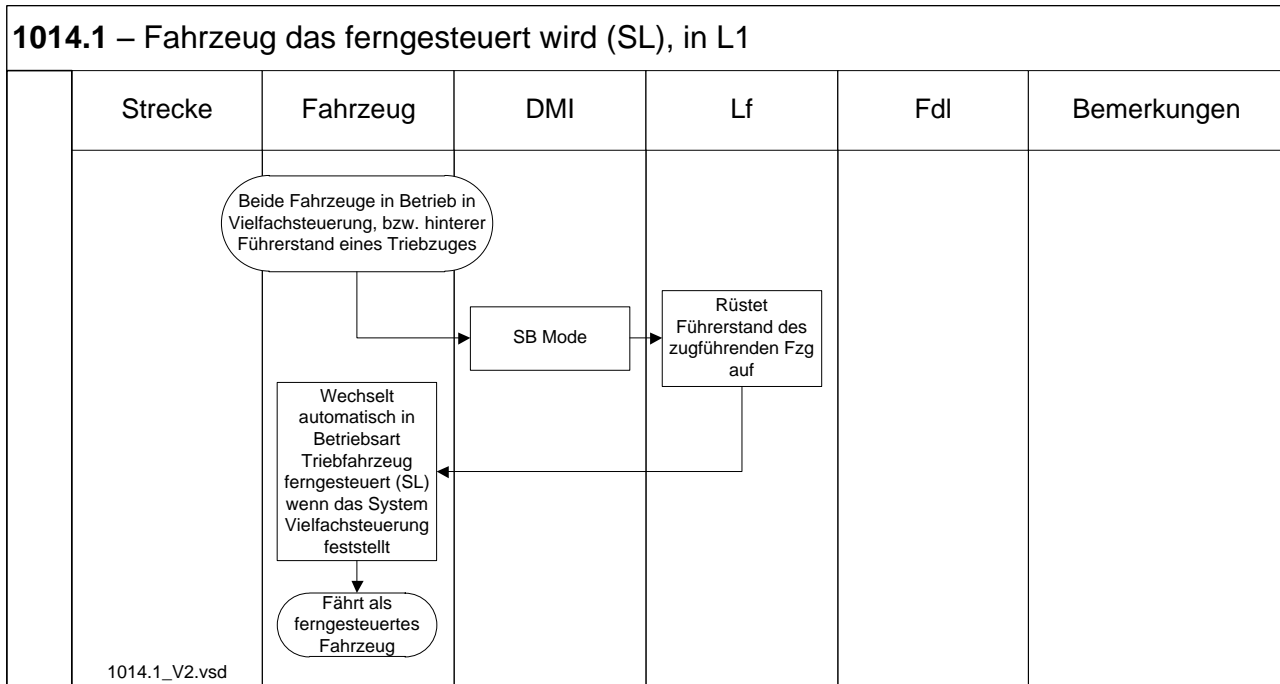 1014.1 – Fahrzeug das ferngesteuert wird (SL), in L1
Strecke
Fahrzeug
DMI
Lf
Fdl
Bemerkungen
Beide Fahrzeuge in Betrieb in
Vielfachsteuerung, bzw. hinterer
Führerstand eines Triebzuges
SB Mode
Rüstet
Führerstand des
zugführenden Fzg
auf
Wechselt
automatisch in
Betriebsart
Triebfahrzeug
ferngesteuert (SL)
wenn das System
Vielfachsteuerung
feststellt
Fährt als
ferngesteuertes
Fahrzeug
1014.1_V2.vsd